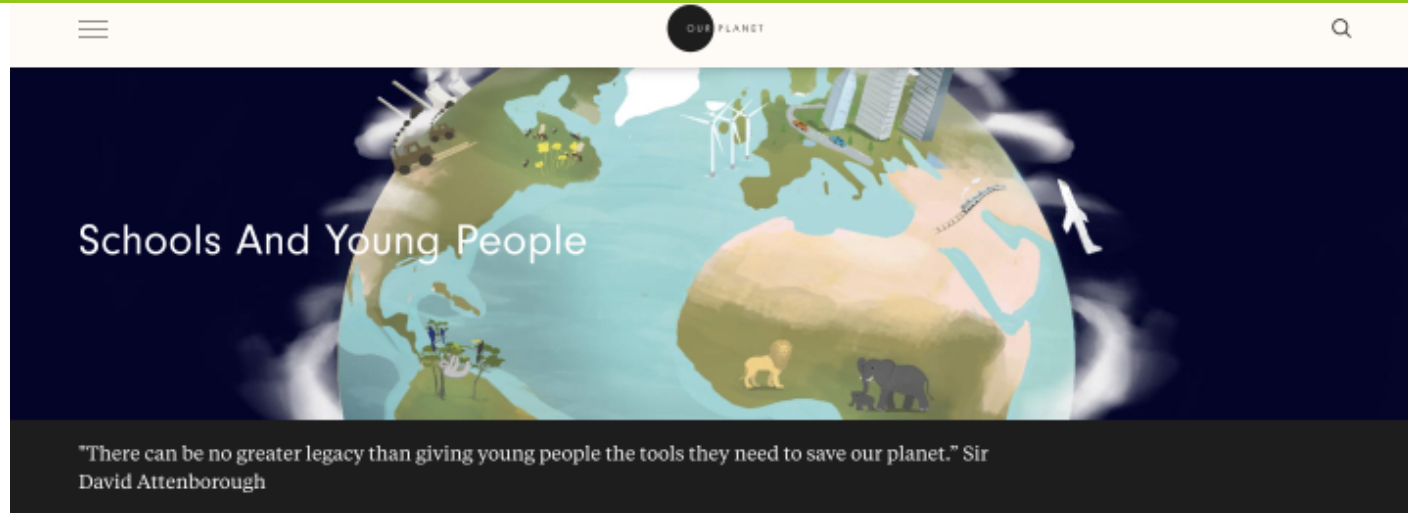 OUR PLANET
Schools And Young People
"There can be no greater legacy than giving young people the tools they need to save our planet.” Sir
David Attenborough